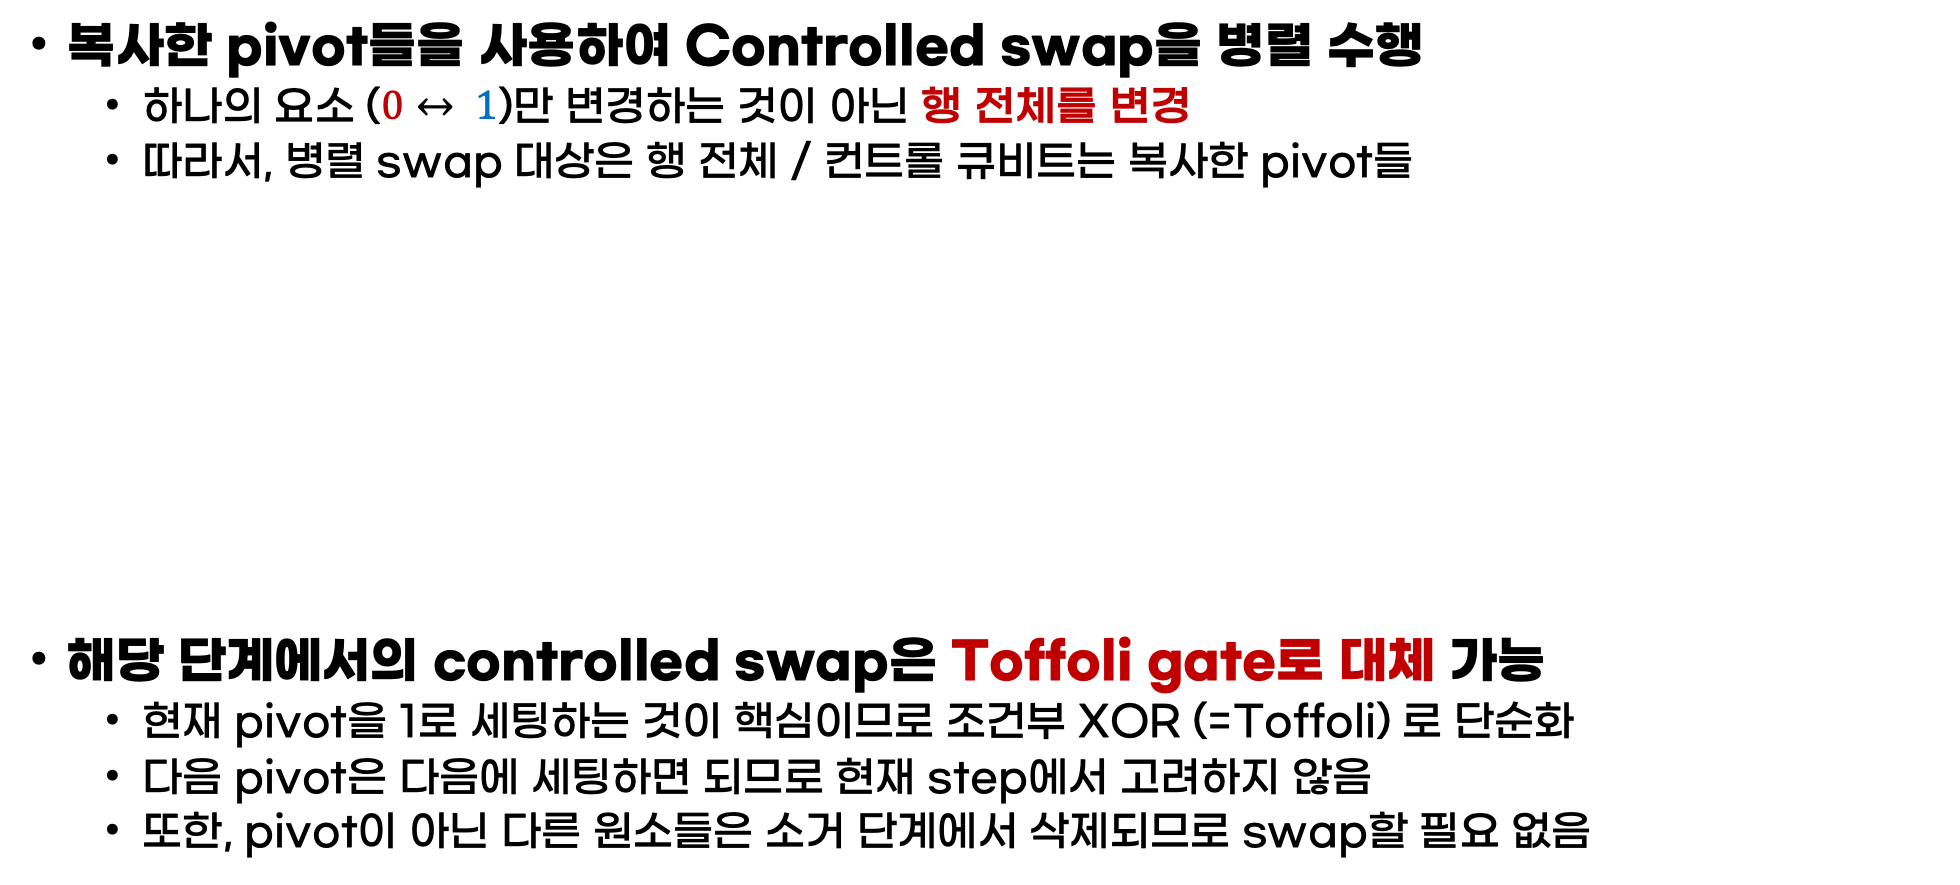 • 복사한 pivot들을 사용하여 Controlled swap을 병렬 수행
• 하나의 요소 (0 ↔ 1)만 변경하는 것이 아닌 행 전체를 변경
• 따라서, 병렬 swap 대상은 행 전체 / 컨트롤 큐비트는 복사한 pivot들
• 해당 단계에서의 controlled swap은 Toffoli gate로 대체 가능
• 현재 pivot을 1로 세팅하는 것이 핵심이므로 조건부 XOR (=Toffoli) 로 단순화
• 다음 pivot은 다음에 세팅하면 되므로 현재 step에서 고려하지 않음
• 또한, pivot이 아닌 다른 원소들은 소거 단계에서 삭제되므로 swap할 필요 없음